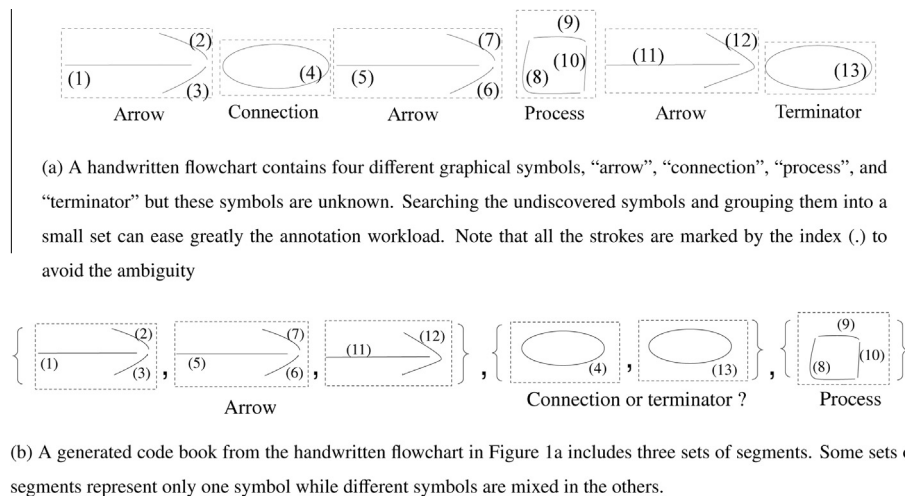 (9)
(2) (7) (12)
(1) (4) (5) (8) (10) (11) (13)
(3) (6)
Arrow Connection Arrow Process Arrow Terminator
(a) A handwritten flowchart contains four different graphical symbols, “arrow”, “connection”, “process”, and
“terminator” but these symbols are unknown. Searching the undiscovered symbols and grouping them into a
small set can ease greatly the annotation workload. Note that all the strokes are marked by the index (.) to
avoid the ambiguity
(9)
{ (2) (7) (12) } { } { }
(1) (5) (11) (10)
(3) , (6) , , (4) , (13) , (8)
Arrow Connection or terminator ? Process
(b) A generated code book from the handwritten flowchart in Figure 1a includes three sets of segments. Some sets
segments represent only one symbol while different symbols are mixed in the others.